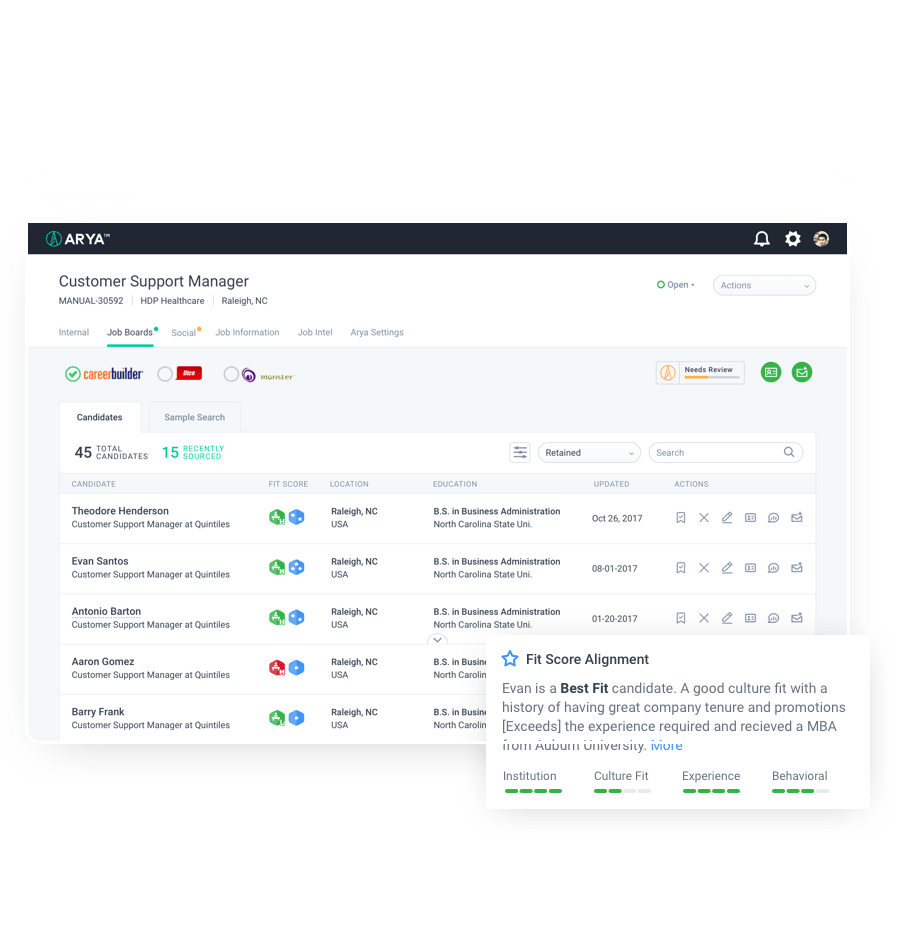 ARYA™
Customer Support Manager
MANUAL-30592 HDP Healthcare Raleigh, NC
Open
Actions
Internal Job Boards Social Job Information Job Intel Arya Settings
careerbuilder Dice monster
Needs Review
Candidates Sample Search
45 TOTAL CANDIDATES 15 RECENTLY SOURCED
Retained Search
CANDIDATE FIT SCORE LOCATION EDUCATION UPDATED ACTIONS
Theodore Henderson Raleigh, NC B.S. in Business Administration
Customer Support Manager at Quintiles USA North Carolina State Uni. Oct 26, 2017
Evan Santos Raleigh, NC B.S. in Business Administration
Customer Support Manager at Quintiles USA North Carolina State Uni. 08-01-2017
Antonio Barton Raleigh, NC B.S. in Business Administration
Customer Support Manager at Quintiles USA North Carolina State Uni. 01-20-2017
Aaron Gomez Raleigh, NC B.S. in Busine
Customer Support Manager at Quintiles USA North Carolina
Barry Frank Raleigh, NC B.S. in Busine
Customer Support Manager at Quintiles USA North Carolina
Fit Score Alignment
Evan is a Best Fit candidate. A good culture fit with a
history of having great company tenure and promotions
[Exceeds] the experience required and recieved a MBA
from Auburn University. More
Institution Culture Fit Experience Behavioral